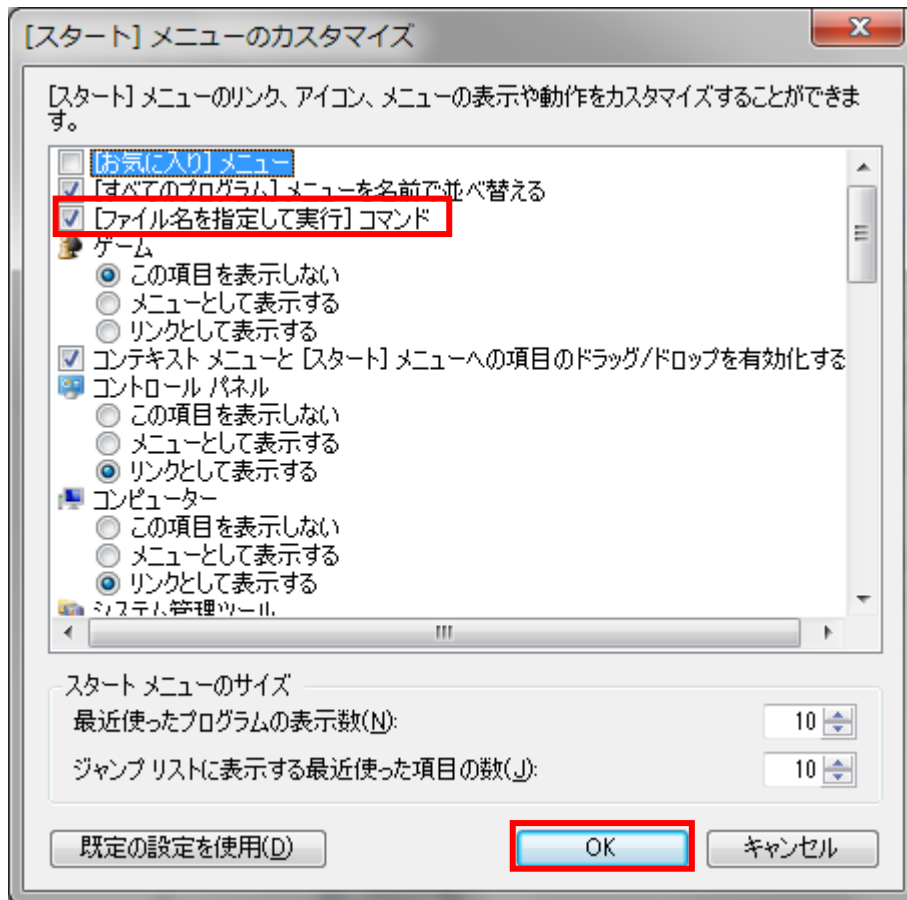 [スタート] メニューのカスタマイズ
[スタート] メニューのリンク、アイコン、メニューの表示や動作をカスタマイズすることができま
す。
[お気に入り] メニュー
[すべてのプログラム] メニューを名前で並べ替える
[ファイル名を指定して実行] コマンド
ゲーム
この項目を表示しない
メニューとして表示する
リンクとして表示する
コンテキスト メニューと [スタート] メニューへの項目のドラッグ/ドロップを有効化する
コントロール パネル
この項目を表示しない
メニューとして表示する
リンクとして表示する
コンピューター
この項目を表示しない
メニューとして表示する
リンクとして表示する
システム管理ツール
スタート メニューのサイズ
最近使ったプログラムの表示数(N): 10
ジャンプ リストに表示する最近使った項目の数(J): 10
既定の設定を使用(D) OK キャンセル